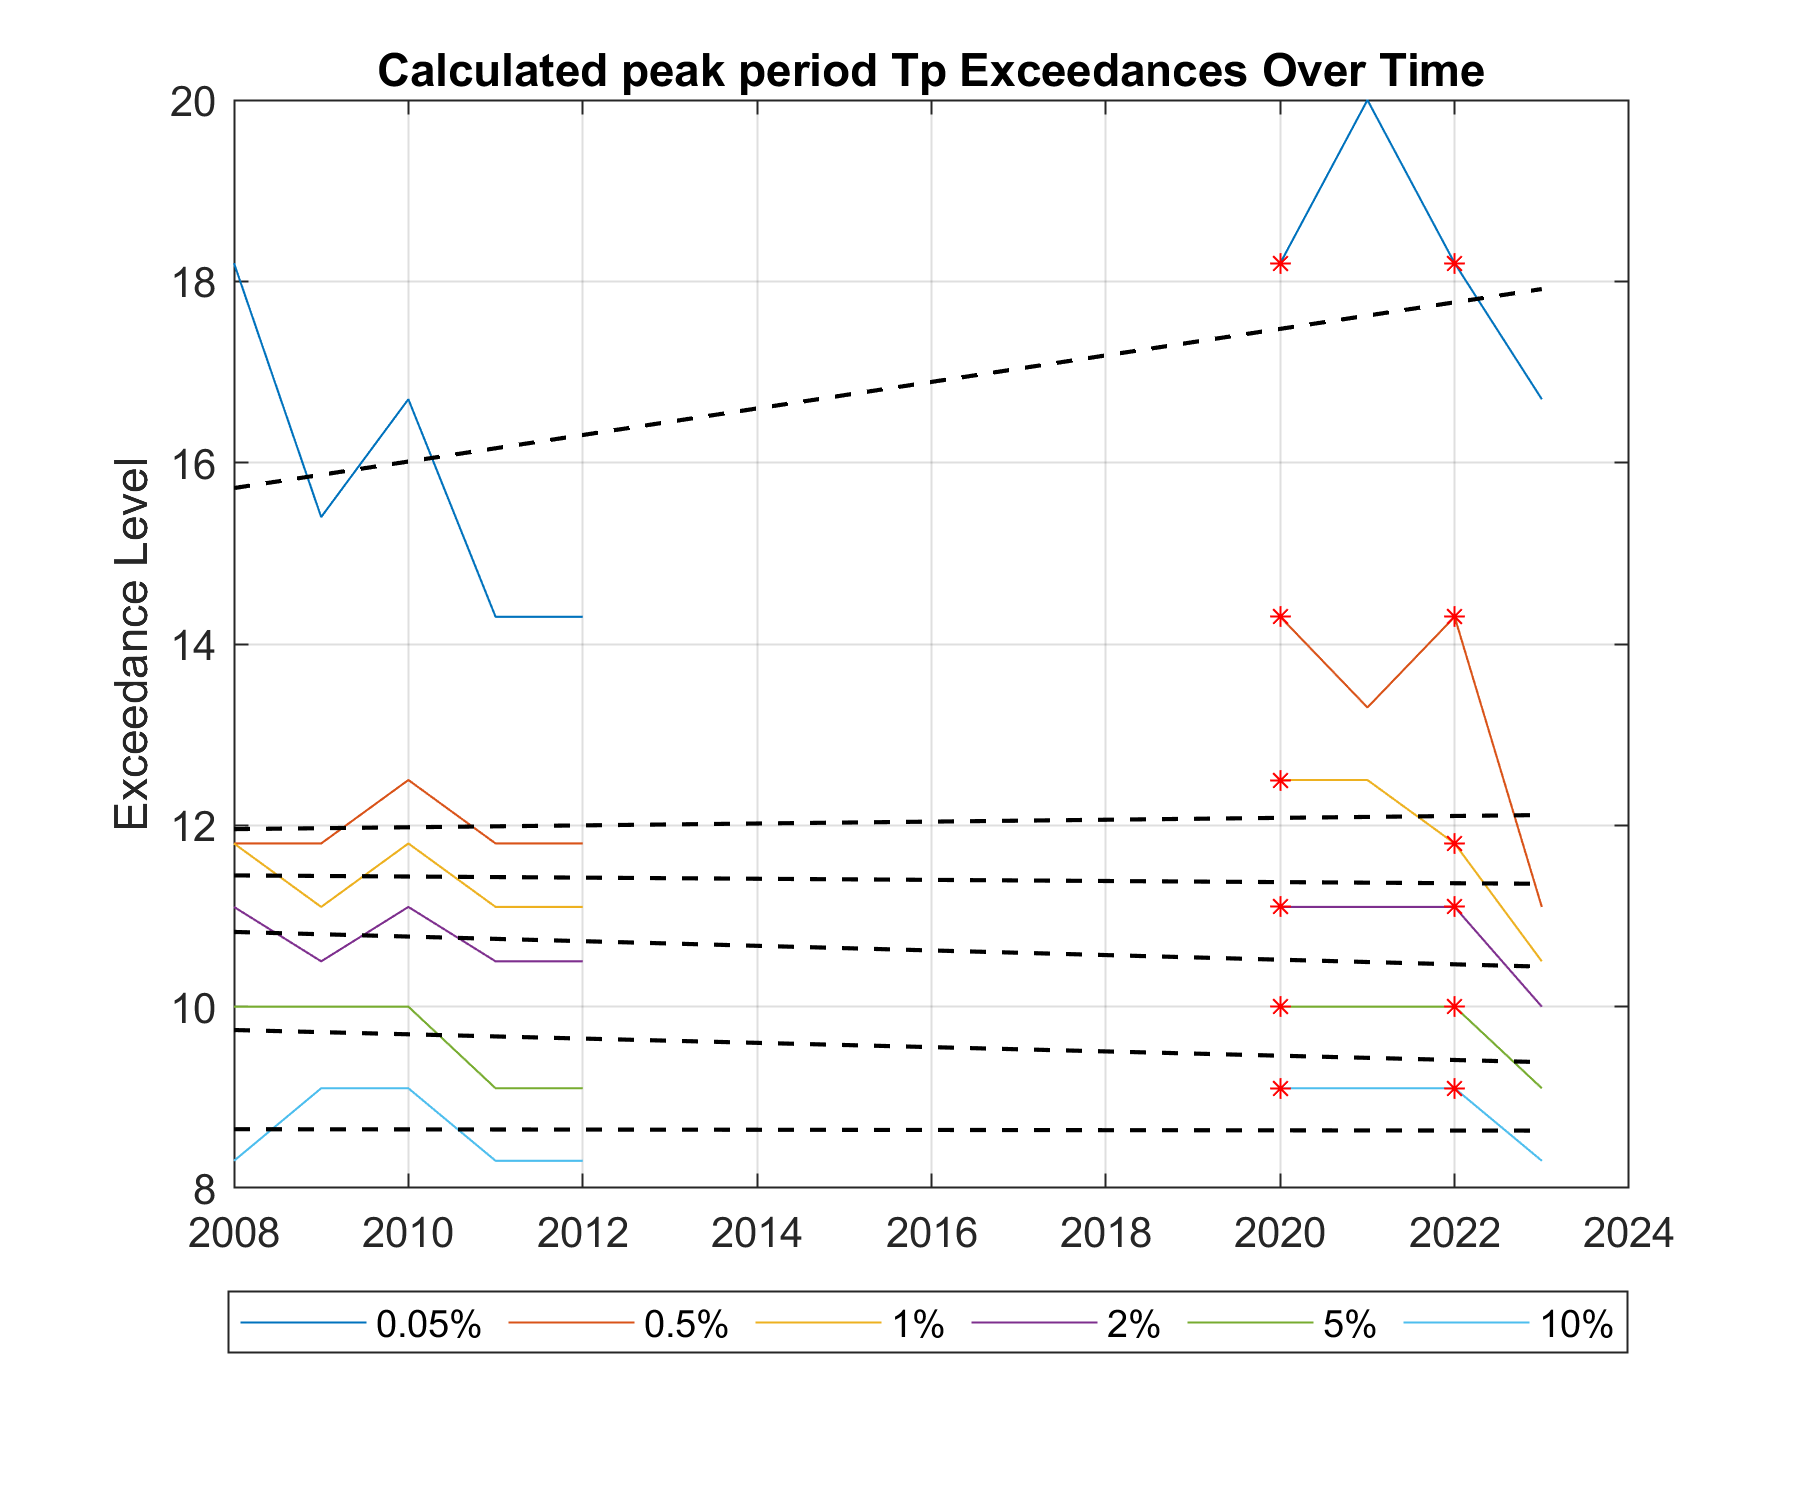 Calculated peak period Tp Exceedances Over Time
Exceedance Level
20
18
16
14
12
10
8
2008 2010 2012 2014 2016 2018 2020 2022 2024
0.05% 0.5% 1% 2% 5% 10%